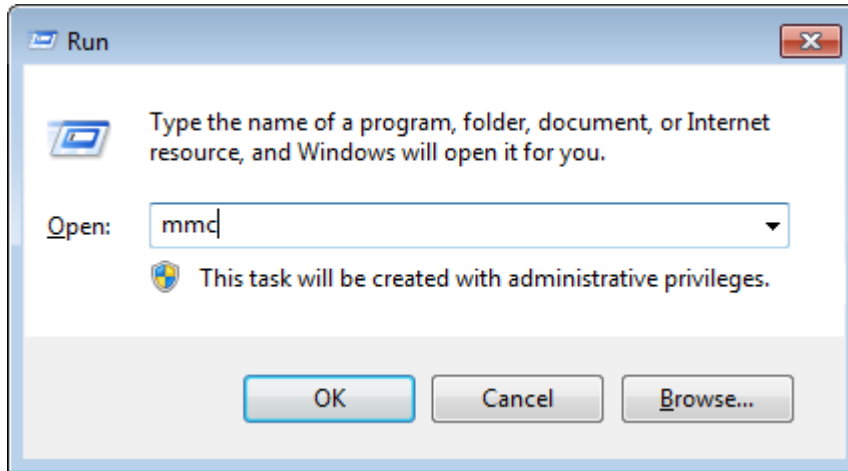 Run
Type the name of a program, folder, document, or Internet
resource, and Windows will open it for you.
Open: mmc
This task will be created with administrative privileges.
OK Cancel Browse...